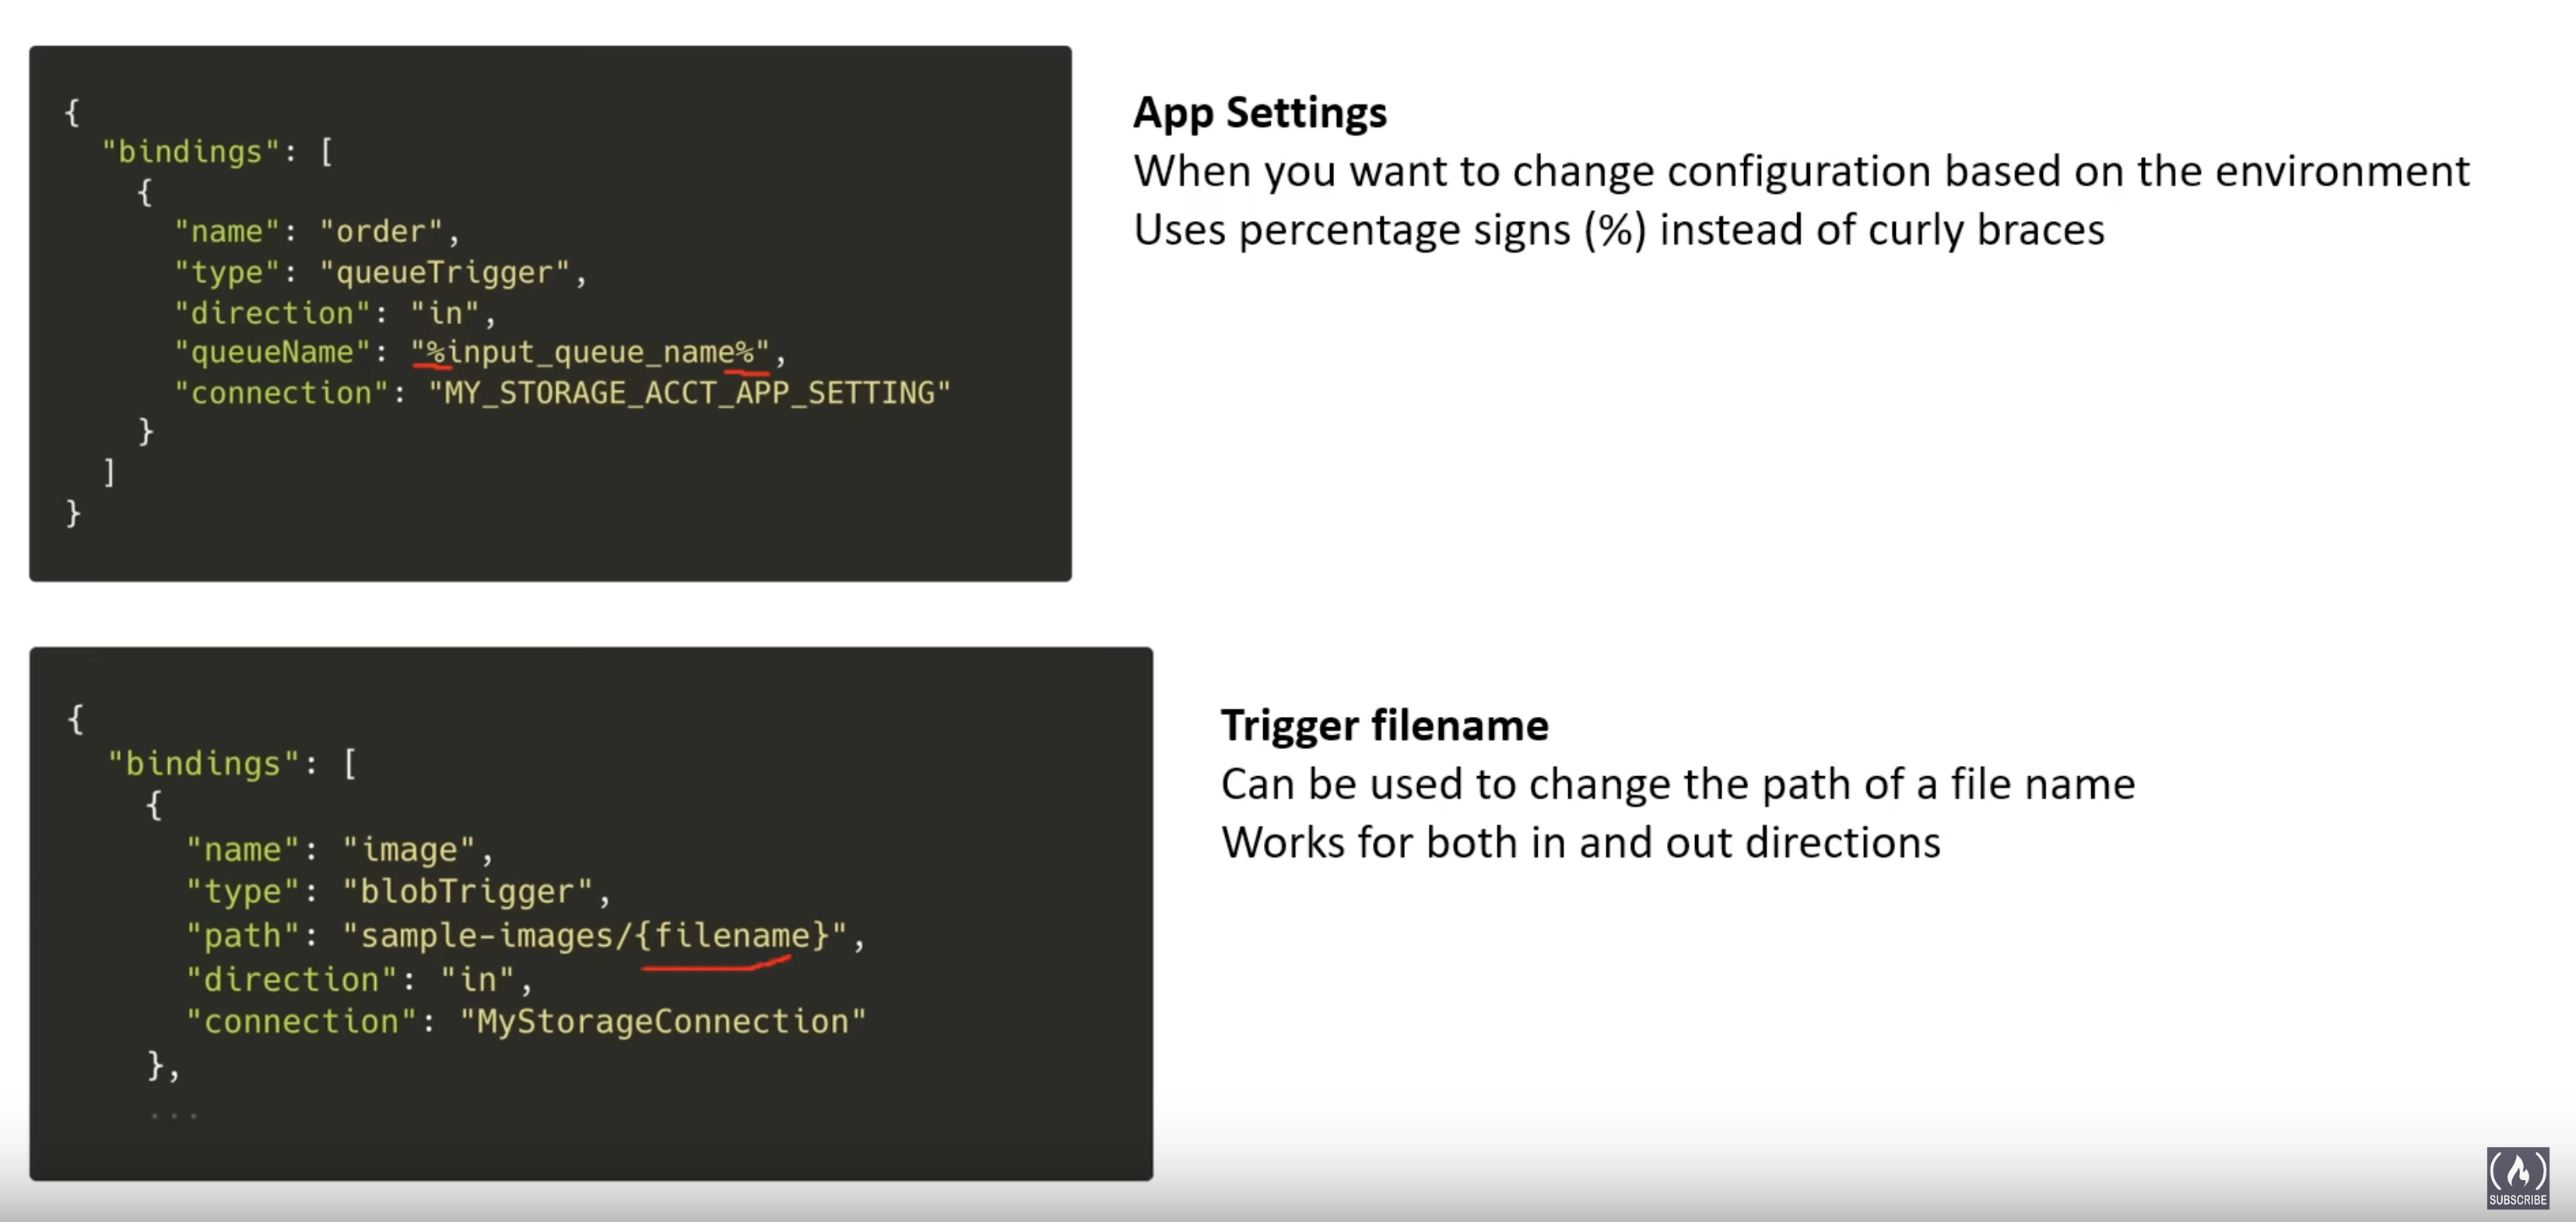 {
"bindings": [
{
"name": "order",
"type": "queueTrigger",
"direction": "in",
"queueName": "%input_queue_name%",
"connection": "MY_STORAGE_ACCT_APP_SETTING"
}
]
}
App Settings
When you want to change configuration based on the environment
Uses percentage signs (%) instead of curly braces
{
"bindings": [
{
"name": "image",
"type": "blobTrigger",
"path": "sample-images/{filename}",
"direction": "in",
"connection": "MyStorageConnection"
},
...
Trigger filename
Can be used to change the path of a file name
Works for both in and out directions
SUBSCRIBE